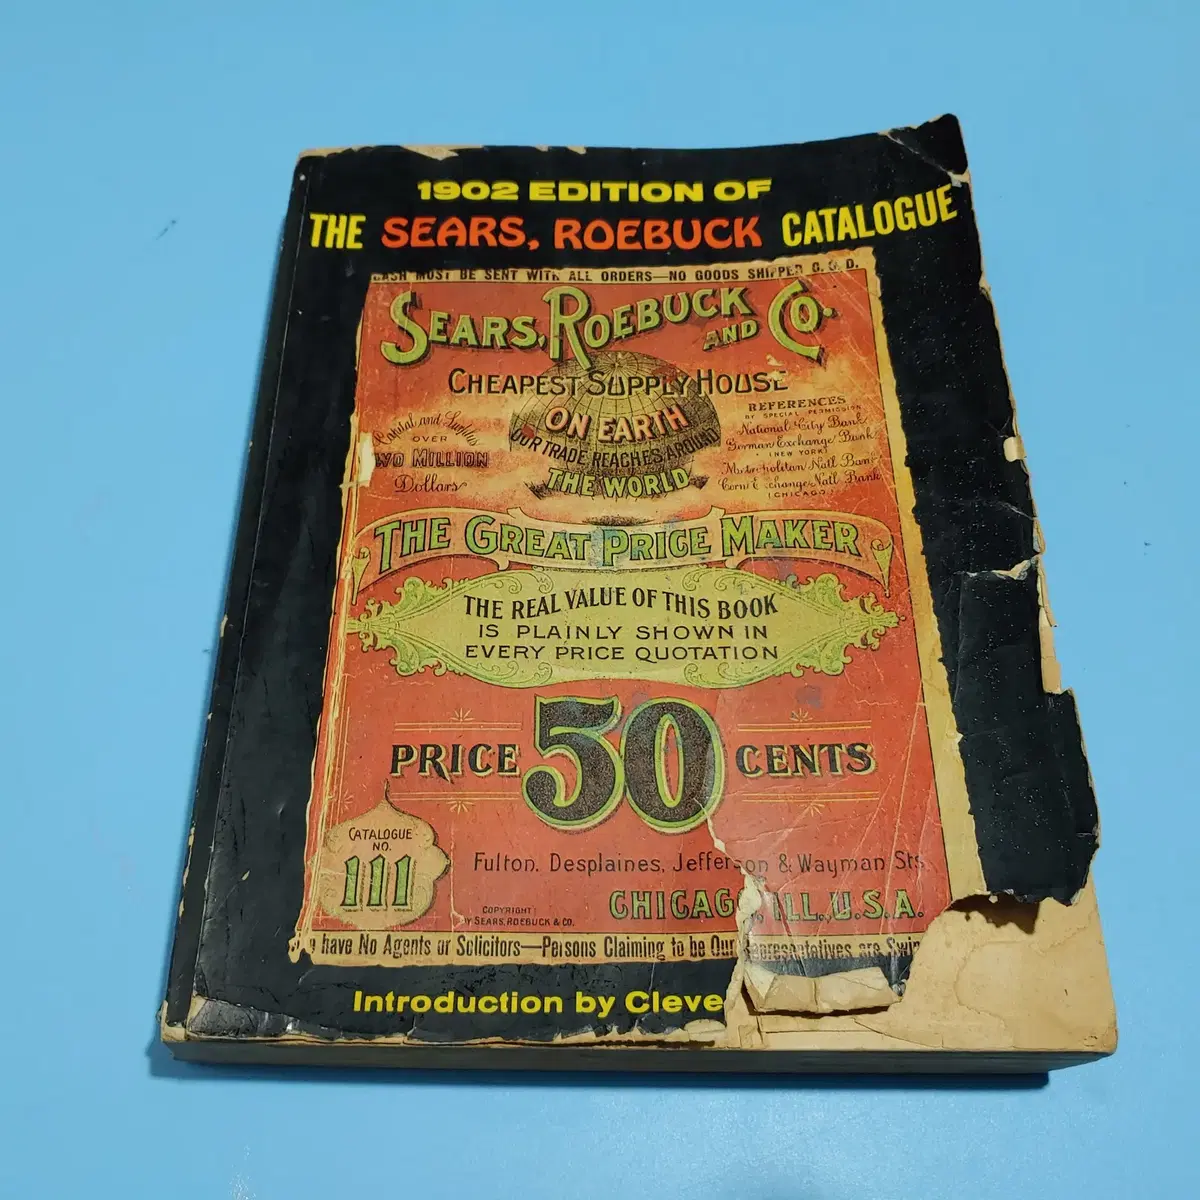 1902 EDITION OF
THE SEARS, ROEBUCK CATALOGUE
CASH MUST BE SENT WITH ALL ORDERS—NO GOODS SHIPPED C. O. D.
SEARS, ROEBUCK AND CO.
CHEAPEST SUPPLY HOUSE
ON EARTH
OUR TRADE REACHES AROUND
THE WORLD
Capital and Surplus
OVER
TWO MILLION
Dollars
REFERENCES
BY SPECIAL PERMISSION
National City Bank
German Exchange Bank
(NEW YORK)
Metropolitan Natl Bank
Corn Exchange Natl Bank
(CHICAGO)
THE GREAT PRICE MAKER
THE REAL VALUE OF THIS BOOK
IS PLAINLY SHOWN IN
EVERY PRICE QUOTATION
PRICE 50 CENTS
CATALOGUE
NO.
111
Fulton, Desplaines, Jefferson & Wayman Sts.
CHICAGO, ILL., U.S.A.
COPYRIGHT
BY SEARS, ROEBUCK & CO.
have No Agents or Solicitors—Persons Claiming to be Our Representatives are Swin
Introduction by Cleve